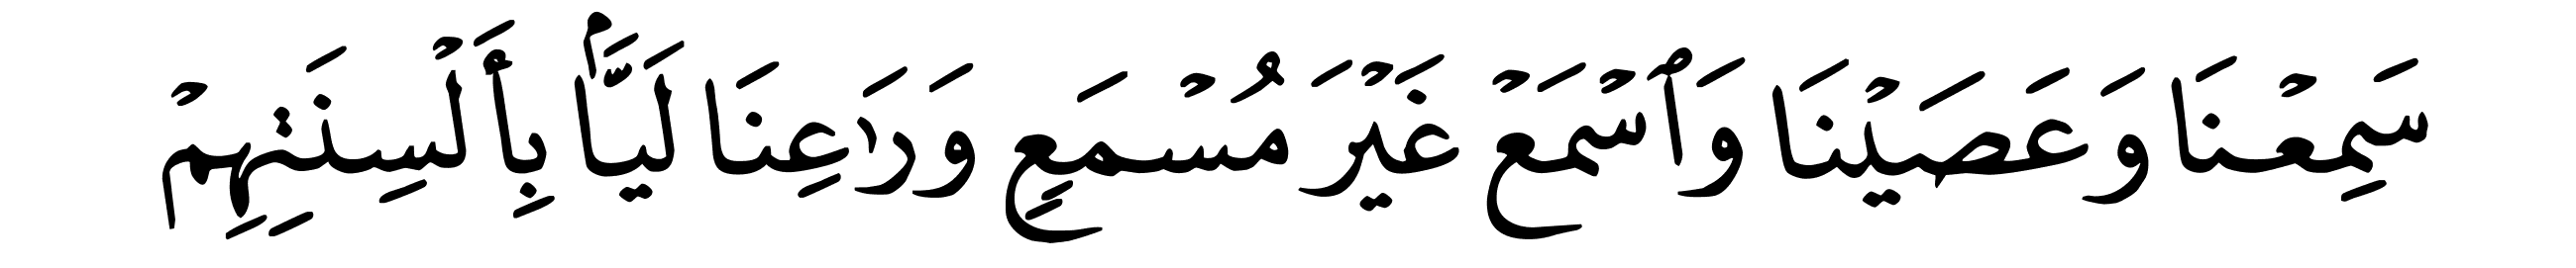 سَمِعْنَا وَعَصَيْنَا وَٱسْمَعْ غَيْرَ مُسْمَعٍ وَرَٰعِنَا لَيًّۢا بِأَلْسِنَتِهِمْ